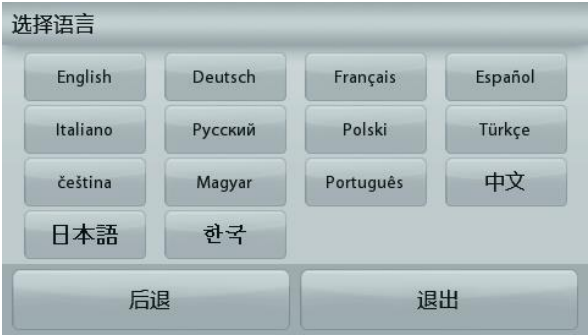 选择语言
English Deutsch Français Español
Italiano Русский Polski Türkçe
čeština Magyar Português 中文
日本語 한국
后退 退出